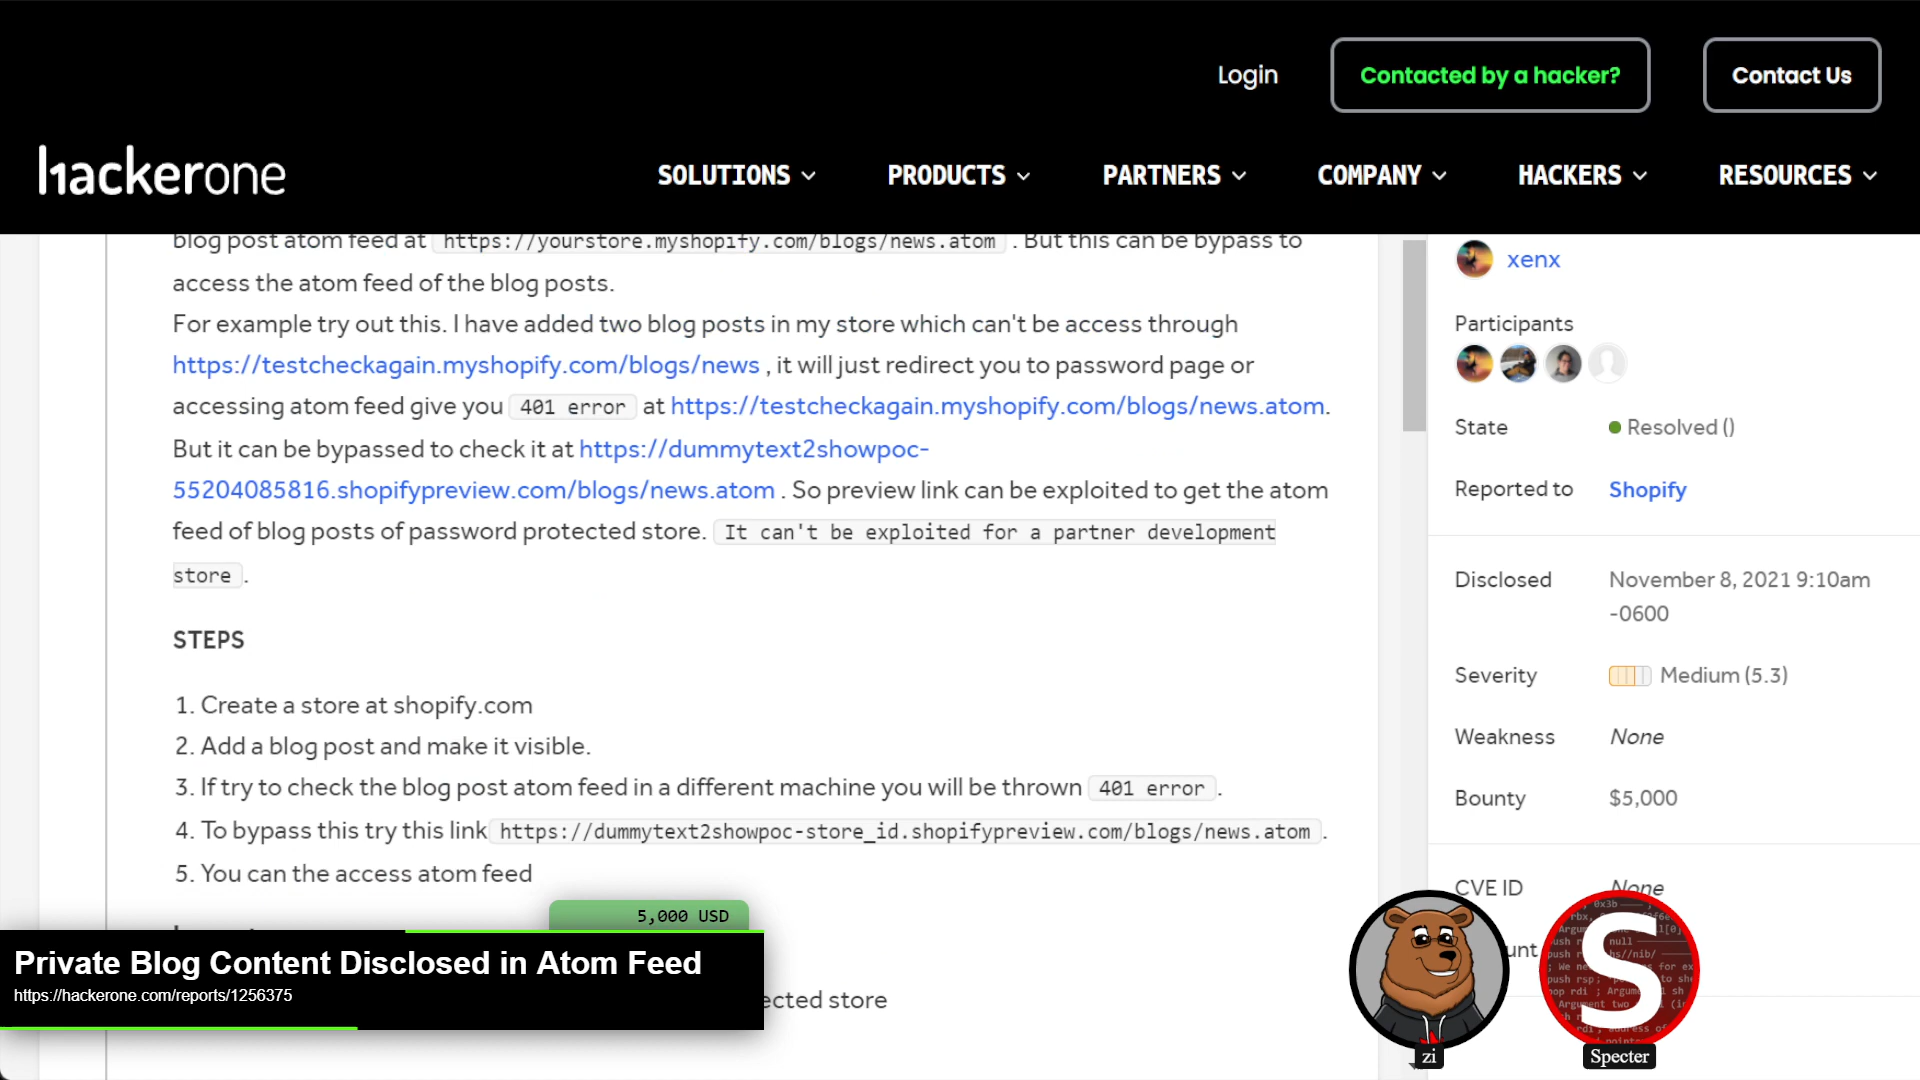 Login
Contacted by a hacker?
Contact Us
hackerone
SOLUTIONS
PRODUCTS
PARTNERS
COMPANY
HACKERS
RESOURCES
blog post atom feed at https://yourstore.myshopify.com/blogs/news.atom . But this can be bypass to
access the atom feed of the blog posts.
For example try out this. I have added two blog posts in my store which can't be access through
https://testcheckagain.myshopify.com/blogs/news , it will just redirect you to password page or
accessing atom feed give you 401 error at https://testcheckagain.myshopify.com/blogs/news.atom.
But it can be bypassed to check it at https://dummytext2showpoc-
55204085816.shopifypreview.com/blogs/news.atom . So preview link can be exploited to get the atom
feed of blog posts of password protected store. It can't be exploited for a partner development
store .
STEPS
1. Create a store at shopify.com
2. Add a blog post and make it visible.
3. If try to check the blog post atom feed in a different machine you will be thrown 401 error .
4. To bypass this try this link https://dummytext2showpoc-store_id.shopifypreview.com/blogs/news.atom .
5. You can the access atom feed
ected store
xenx
Participants
State
Resolved ()
Reported to
Shopify
Disclosed
November 8, 2021 9:10am
-0600
Severity
Medium (5.3)
Weakness
None
Bounty
$5,000
CVE ID
None
unt
5,000 USD
Private Blog Content Disclosed in Atom Feed
https://hackerone.com/reports/1256375
zi
S
Specter